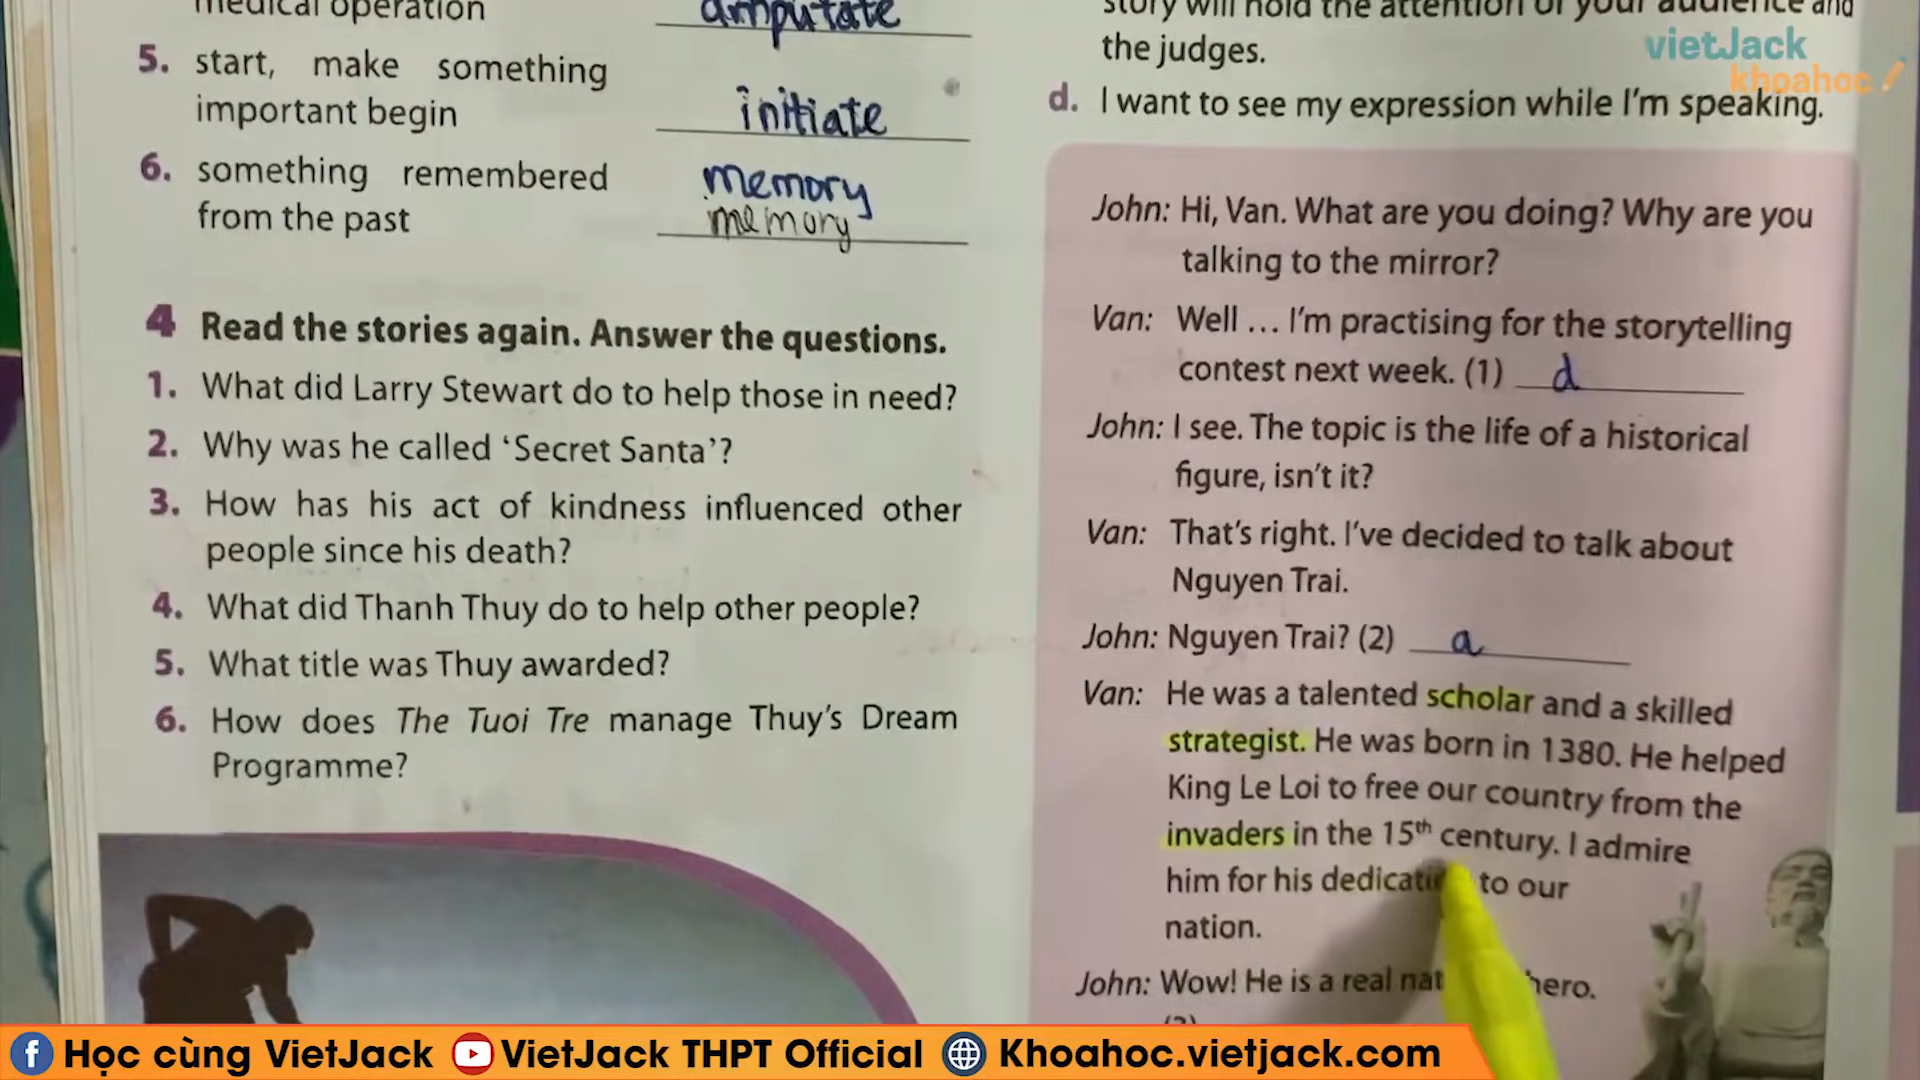 medical operation
amputate
5. start, make something
important begin
initiate
6. something remembered
from the past
memory
memory
4 Read the stories again. Answer the questions.
1. What did Larry Stewart do to help those in need?
2. Why was he called ‘Secret Santa’?
3. How has his act of kindness influenced other
people since his death?
4. What did Thanh Thuy do to help other people?
5. What title was Thuy awarded?
6. How does The Tuoi Tre manage Thuy’s Dream
Programme?
story will hold the attention of your audience and
the judges.
d. I want to see my expression while I’m speaking.
John: Hi, Van. What are you doing? Why are you
talking to the mirror?
Van: Well ... I’m practising for the storytelling
contest next week. (1) d
John: I see. The topic is the life of a historical
figure, isn’t it?
Van: That’s right. I’ve decided to talk about
Nguyen Trai.
John: Nguyen Trai? (2) a
Van: He was a talented scholar and a skilled
strategist. He was born in 1380. He helped
King Le Loi to free our country from the
invaders in the 15th century. I admire
him for his dedication to our
nation.
John: Wow! He is a real hero.
vietJack
khoahoc
Học cùng VietJack VietJack THPT Official Khoahoc.vietjack.com